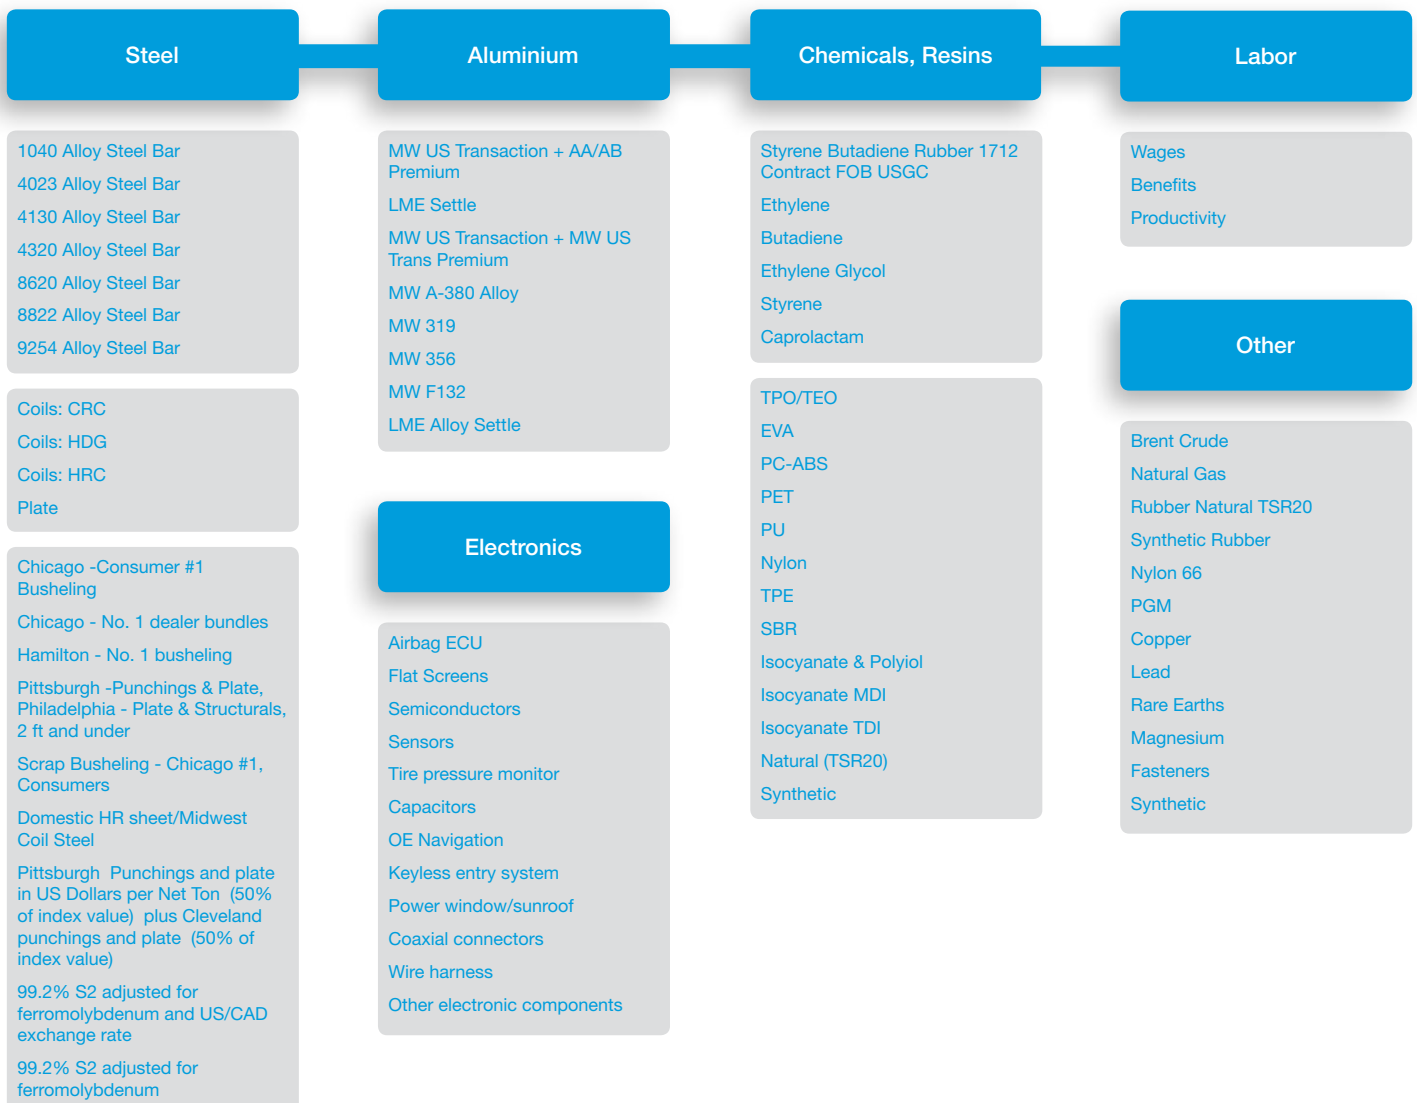 Steel
1040 Alloy Steel Bar
4023 Alloy Steel Bar
4130 Alloy Steel Bar
4320 Alloy Steel Bar
8620 Alloy Steel Bar
8822 Alloy Steel Bar
9254 Alloy Steel Bar
Coils: CRC
Coils: HDG
Coils: HRC
Plate
Chicago -Consumer #1
Busheling
Chicago - No. 1 dealer bundles
Hamilton - No. 1 busheling
Pittsburgh -Punchings & Plate,
Philadelphia - Plate & Structurals,
2 ft and under
Scrap Busheling - Chicago #1,
Consumers
Domestic HR sheet/Midwest
Coil Steel
Pittsburgh  Punchings and plate
in US Dollars per Net Ton  (50%
of index value)  plus Cleveland
punchings and plate  (50% of
index value)
99.2% S2 adjusted for
ferromolybdenum and US/CAD
exchange rate
99.2% S2 adjusted for
ferromolybdenum
Aluminium
MW US Transaction + AA/AB
Premium
LME Settle
MW US Transaction + MW US
Trans Premium
MW A-380 Alloy
MW 319
MW 356
MW F132
LME Alloy Settle
Electronics
Airbag ECU
Flat Screens
Semiconductors
Sensors
Tire pressure monitor
Capacitors
OE Navigation
Keyless entry system
Power window/sunroof
Coaxial connectors
Wire harness
Other electronic components
Chemicals, Resins
Styrene Butadiene Rubber 1712
Contract FOB USGC
Ethylene
Butadiene
Ethylene Glycol
Styrene
Caprolactam
TPO/TEO
EVA
PC-ABS
PET
PU
Nylon
TPE
SBR
Isocyanate & Polyiol
Isocyanate MDI
Isocyanate TDI
Natural (TSR20)
Synthetic
Labor
Wages
Benefits
Productivity
Other
Brent Crude
Natural Gas
Rubber Natural TSR20
Synthetic Rubber
Nylon 66
PGM
Copper
Lead
Rare Earths
Magnesium
Fasteners
Synthetic